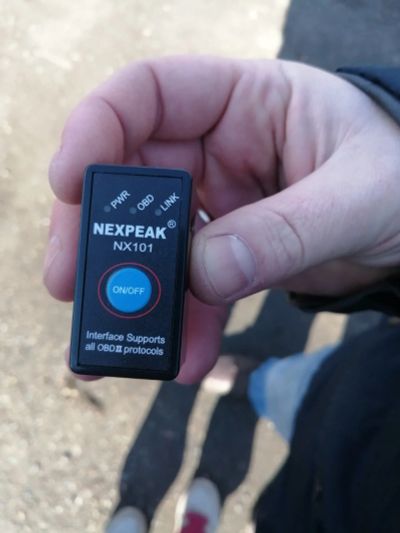 PWR OBD LINK
NEXPEAK®
NX101
ON/OFF
Interface Supports
all OBDII protocols